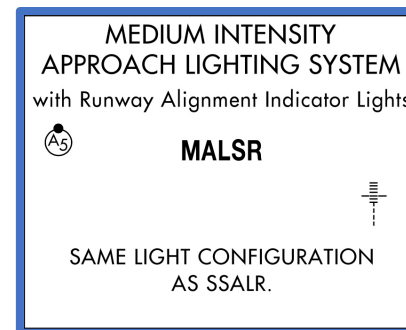 MEDIUM INTENSITY
APPROACH LIGHTING SYSTEM
with Runway Alignment Indicator Lights
A5
MALSR
SAME LIGHT CONFIGURATION
AS SSALR.